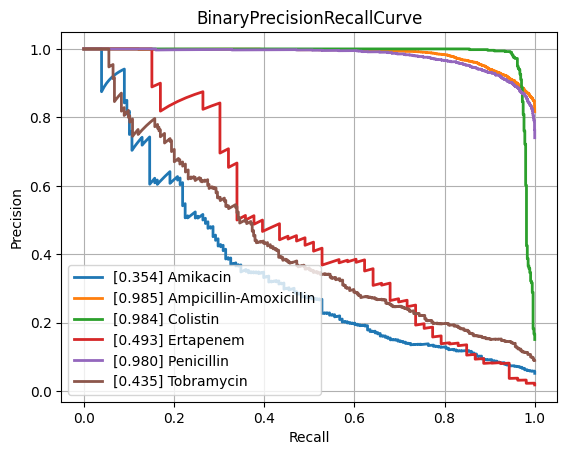 BinaryPrecisionRecallCurve
Precision
1.0
0.8
0.6
0.4
0.2
0.0
[0.354] Amikacin
[0.985] Ampicillin-Amoxicillin
[0.984] Colistin
[0.493] Ertapenem
[0.980] Penicillin
[0.435] Tobramycin
0.0 0.2 0.4 0.6 0.8 1.0
Recall